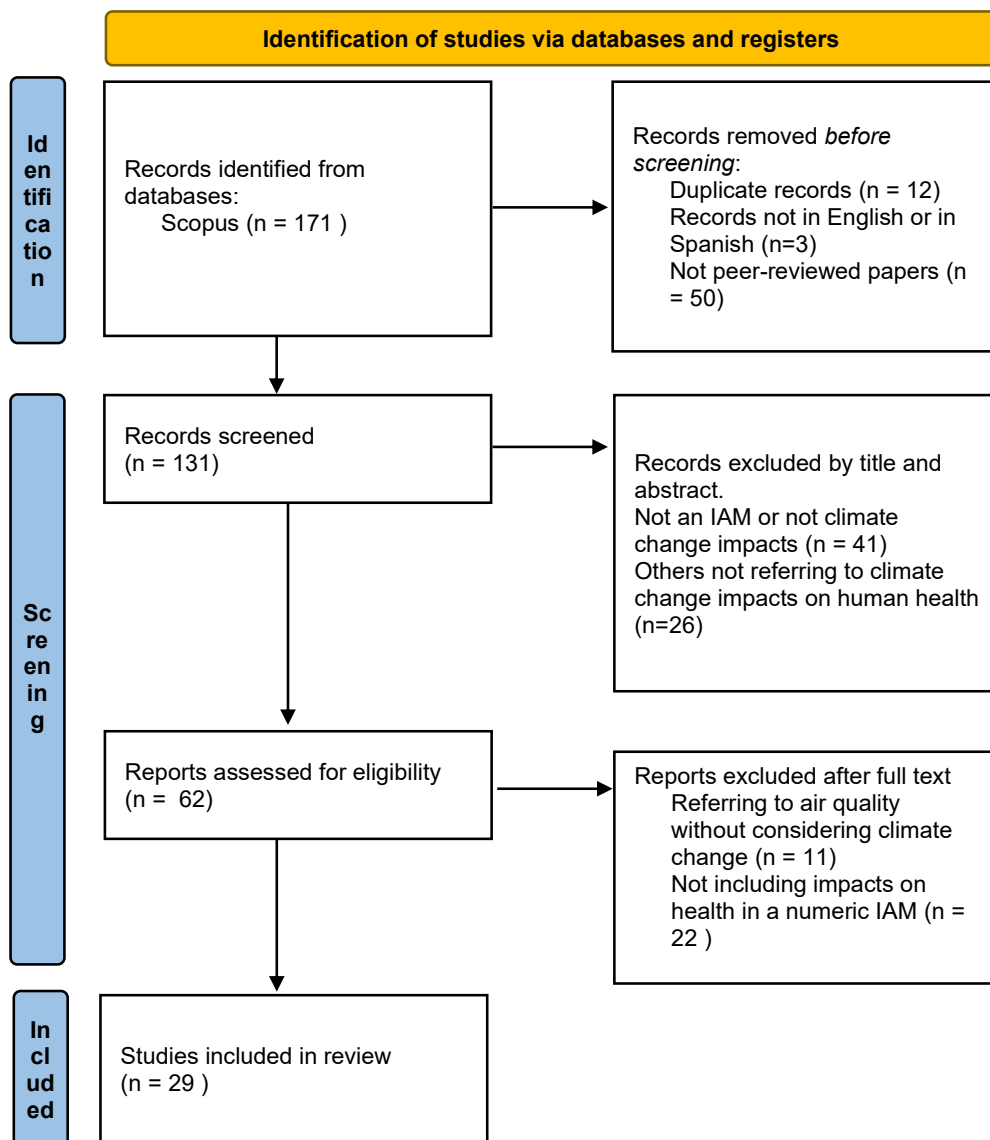 Identification of studies via databases and registers
Id
en
tifi
ca
tio
n
Records identified from
databases:
Scopus (n = 171 )
Records removed before
screening:
Duplicate records (n = 12)
Records not in English or in
Spanish (n=3)
Not peer-reviewed papers (n
= 50)
Sc
re
en
in
g
Records screened
(n = 131)
Records excluded by title and
abstract.
Not an IAM or not climate
change impacts (n = 41)
Others not referring to climate
change impacts on human health
(n=26)
Reports assessed for eligibility
(n =  62)
Reports excluded after full text
Referring to air quality
without considering climate
change (n = 11)
Not including impacts on
health in a numeric IAM (n =
22 )
In
cl
ud
ed
Studies included in review
(n = 29 )